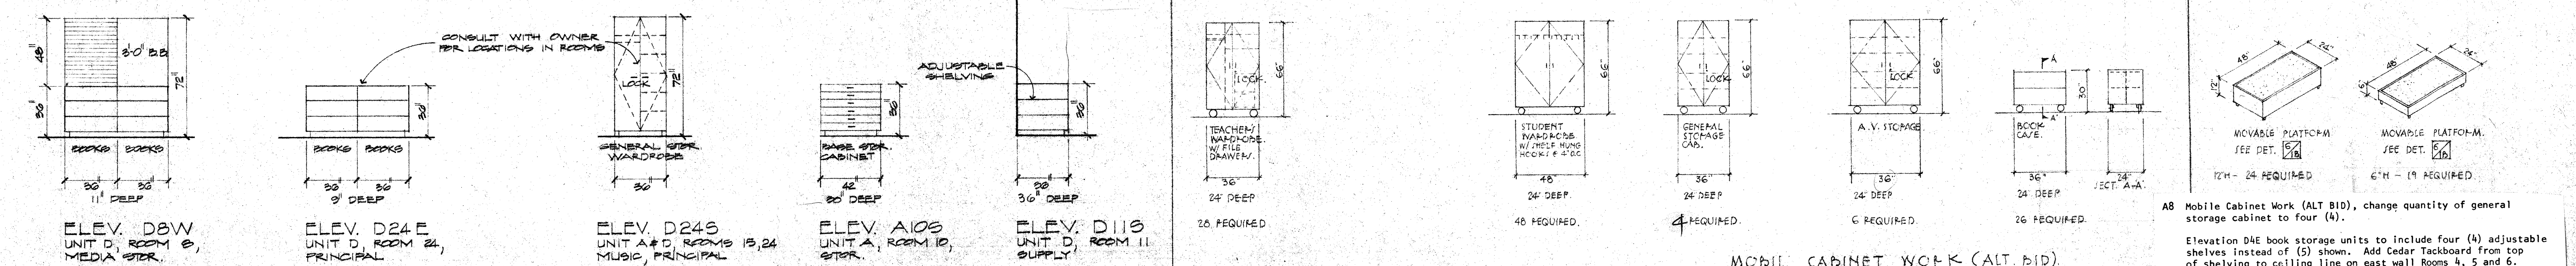 48"
36"
3'-0" B.B.
72"
BOOKS BOOKS
36" 36"
11" DEEP
ELEV. D8W
UNIT D, ROOM 8,
MEDIA STOR.
CONSULT WITH OWNER
FOR LOCATIONS IN ROOMS
36"
BOOKS BOOKS
36" 36"
9" DEEP
ELEV. D24E
UNIT D, ROOM 24,
PRINCIPAL
LOCK
72"
GENERAL STOR.
WARDROBE
36"
ELEV. D24S
UNIT A & D, ROOMS 15,24
MUSIC, PRINCIPAL
36"
BASE STOR.
CABINET
42"
30" DEEP
ELEV. A10S
UNIT A, ROOM 10,
STOR.
ADJUSTABLE
SHELVING
36"
36" DEEP
ELEV. D11S
UNIT D, ROOM 11
SUPPLY
LOCK
66"
TEACHER'S
WARDROBE
W/ FILE
DRAWERS.
36"
24" DEEP
28 REQUIRED
66"
STUDENT
WARDROBE
W/ SHELF HUNG
HOOKS @ 4" O.C
48"
24" DEEP.
48 REQUIRED.
LOCK
66"
GENERAL
STORAGE
CAB.
36"
24" DEEP
4 REQUIRED.
LOCK
66"
A.V. STORAGE
36"
24" DEEP
6 REQUIRED.
A
30"
A'
BOOK
CASE.
36"
24"
SECT. A-A'
24" DEEP
26 REQUIRED.
MOBIL CABINET WORK (ALT. BID).
48"
24"
12"
MOVABLE PLATFORM
SEE DET. 6/18
12"H - 24 REQUIRED
48"
24"
6"
MOVABLE PLATFORM.
SEE DET. 6/18
6"H - 19 REQUIRED.
A8 Mobile Cabinet Work (ALT BID), change quantity of general
storage cabinet to four (4).
Elevation D4E book storage units to include four (4) adjustable
shelves instead of (5) shown. Add Cedar Tackboard from top
of shelving to ceiling line on east wall Rooms 4, 5 and 6.